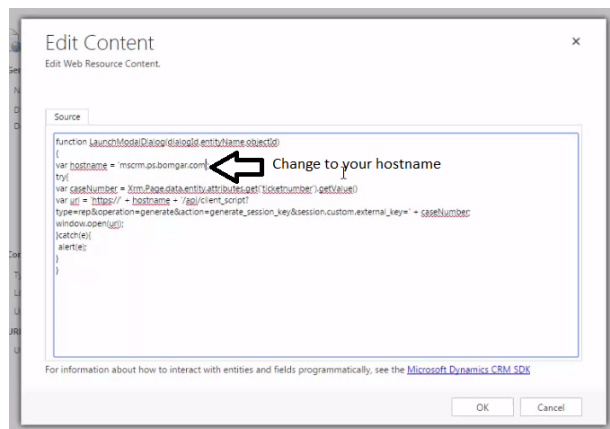 Edit Content
Edit Web Resource Content.
Source
function LaunchModalDialog(dialogId,entityName,objectId)
{
var hostname = 'mscrm.ps.bomgar.com';
Change to your hostname
try{
var caseNumber = Xrm.Page.data.entity.attributes.get('ticketnumber').getValue()
var url = 'https://' + hostname + '/api/client_script?
type=rep&operation=generate&action=generate_session_key&session.custom.external_key=' + caseNumber;
window.open(url);
}catch(e){
alert(e);
}
}
For information about how to interact with entities and fields programmatically, see the Microsoft Dynamics CRM SDK
OK
Cancel